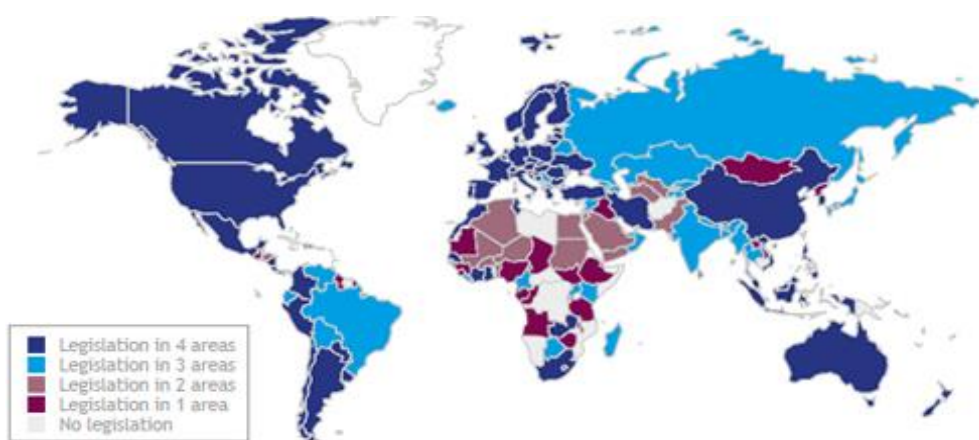 Legislation in 4 areas
Legislation in 3 areas
Legislation in 2 areas
Legislation in 1 area
No legislation